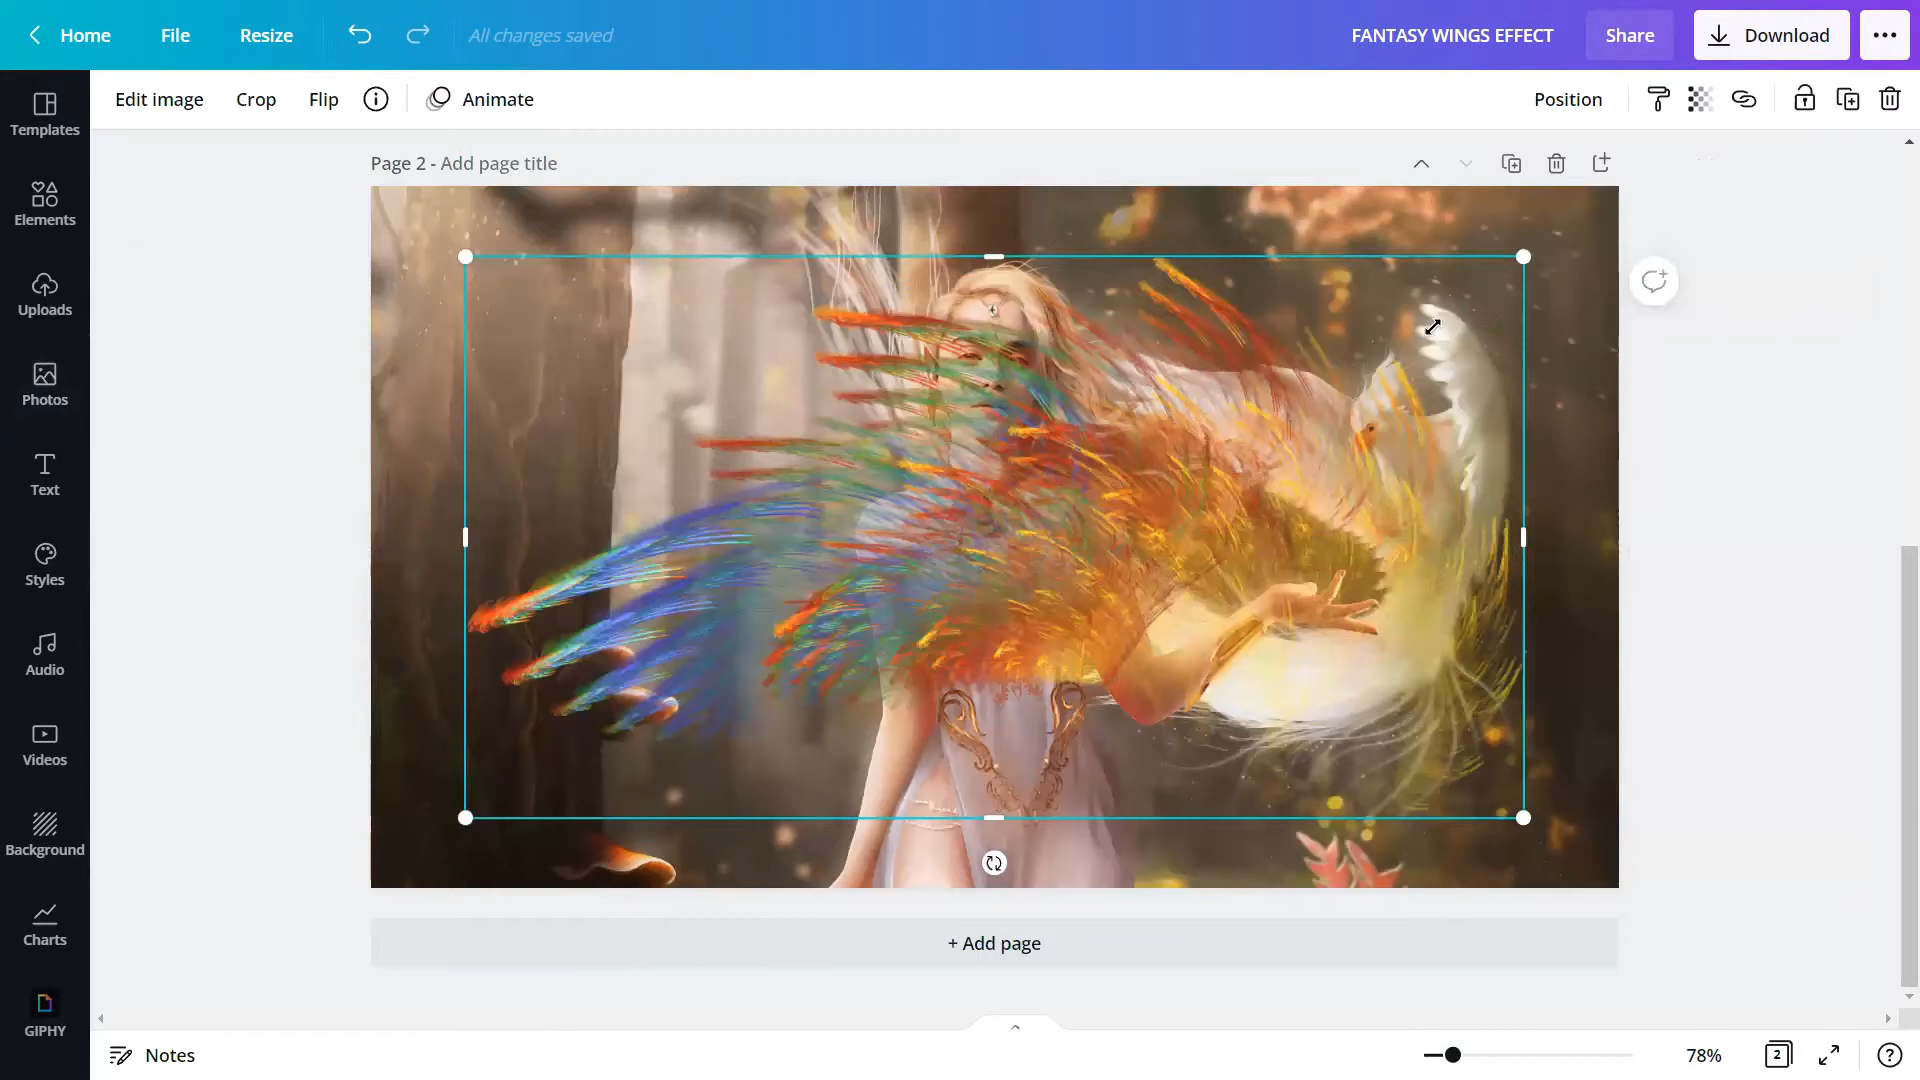 Home File Resize All changes saved FANTASY WINGS EFFECT Share Download
Edit image Crop Flip Animate Position
Templates
Elements
Uploads
Photos
Text
Styles
Audio
Videos
Background
Charts
GIPHY
Page 2 - Add page title
+ Add page
Notes 78% 2